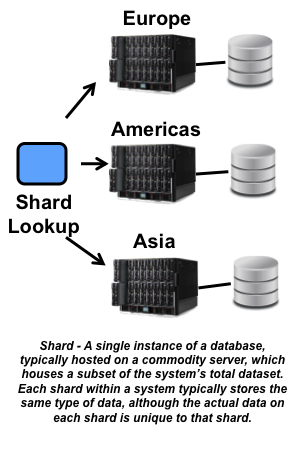 Europe
Americas
Shard
Lookup
Asia
Shard - A single instance of a database,
typically hosted on a commodity server, which
houses a subset of the system's total dataset.
Each shard within a system typically stores the
same type of data, although the actual data on
each shard is unique to that shard.